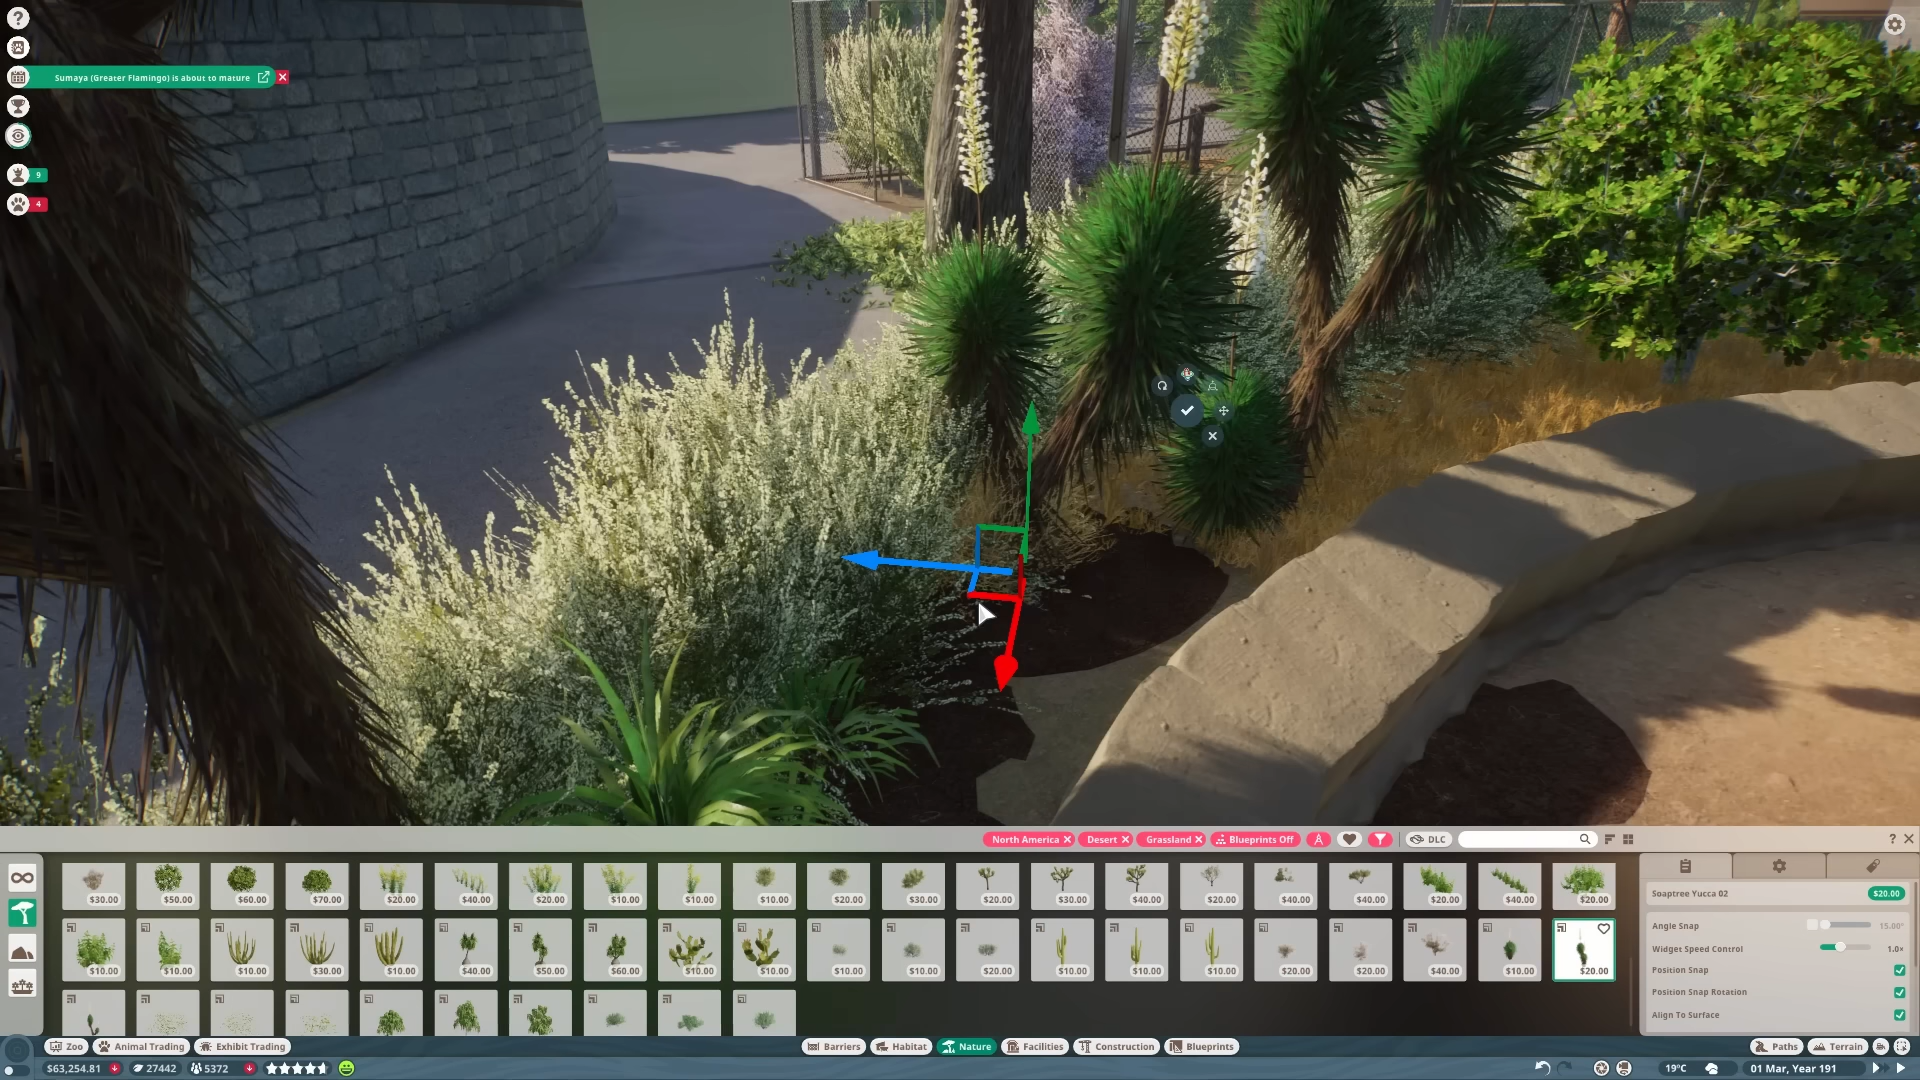 ?
Sumaya (Greater Flamingo) is about to mature
9
4
North America
Desert
Grassland
Blueprints Off
DLC
?
$30.00 $50.00 $60.00 $70.00 $20.00 $40.00 $20.00 $10.00 $10.00 $10.00 $20.00 $30.00 $20.00 $30.00 $40.00 $20.00 $40.00 $40.00 $20.00 $40.00 $20.00
$10.00 $10.00 $10.00 $30.00 $10.00 $40.00 $50.00 $60.00 $10.00 $10.00 $10.00 $10.00 $20.00 $10.00 $10.00 $10.00 $20.00 $20.00 $40.00 $10.00 $20.00
Soaptree Yucca 02 $20.00
Angle Snap 15.00°
Widget Speed Control 1.0×
Position Snap
Position Snap Rotation
Align To Surface
Zoo Animal Trading Exhibit Trading Barriers Habitat Nature Facilities Construction Blueprints Paths Terrain
$63,254.81 27442 5372 19°C 01 Mar, Year 191